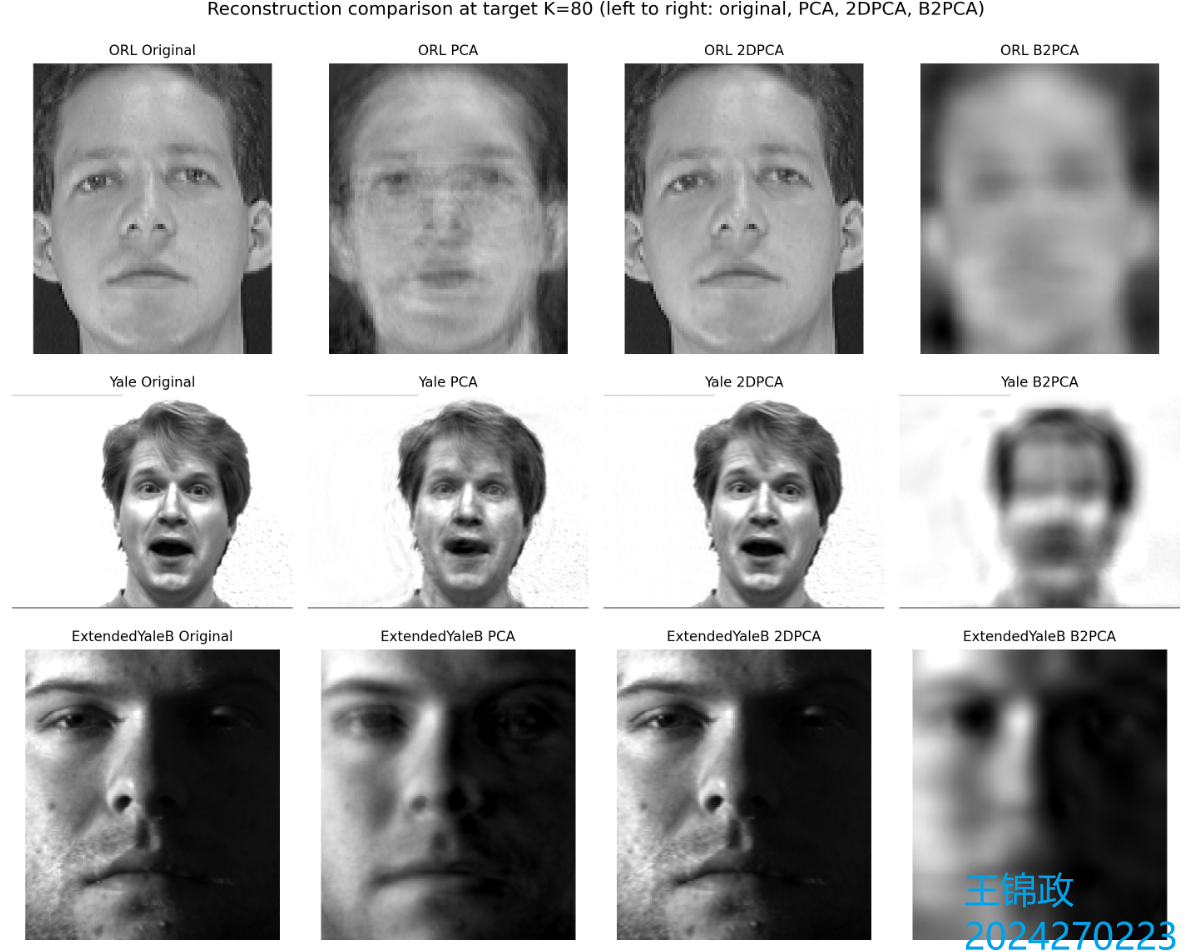 Reconstruction comparison at target K=80 (left to right: original, PCA, 2DPCA, B2PCA)
ORL Original
ORL PCA
ORL 2DPCA
ORL B2PCA
Yale Original
Yale PCA
Yale 2DPCA
Yale B2PCA
ExtendedYaleB Original
ExtendedYaleB PCA
ExtendedYaleB 2DPCA
ExtendedYaleB B2PCA
王锦政
2024270223